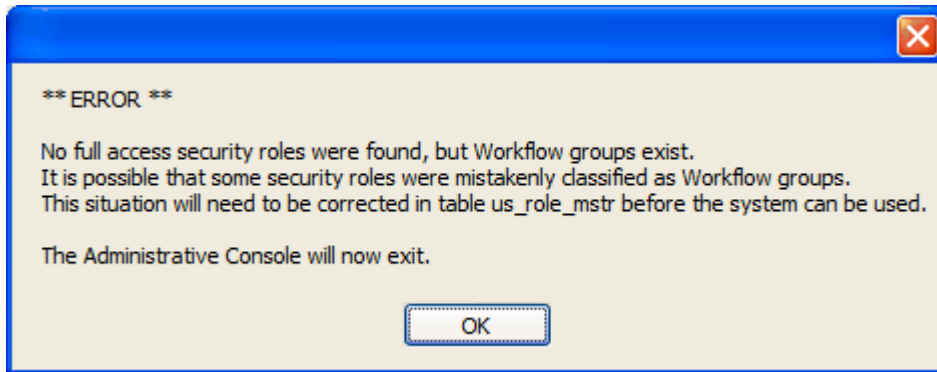 ** ERROR **
No full access security roles were found, but Workflow groups exist.
It is possible that some security roles were mistakenly classified as Workflow groups.
This situation will need to be corrected in table us_role_mstr before the system can be used.
The Administrative Console will now exit.
OK